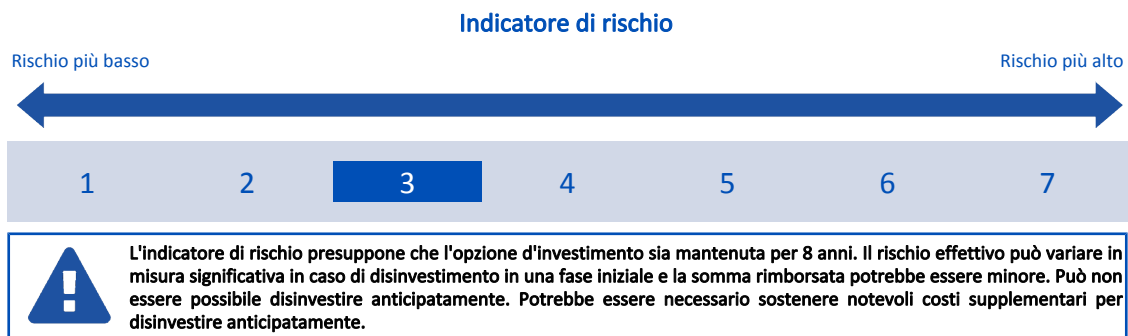 Indicatore di rischio
Rischio più basso Rischio più alto
1 2 3 4 5 6 7
L'indicatore di rischio presuppone che l'opzione d'investimento sia mantenuta per 8 anni. Il rischio effettivo può variare in
misura significativa in caso di disinvestimento in una fase iniziale e la somma rimborsata potrebbe essere minore. Può non
essere possibile disinvestire anticipatamente. Potrebbe essere necessario sostenere notevoli costi supplementari per
disinvestire anticipatamente.